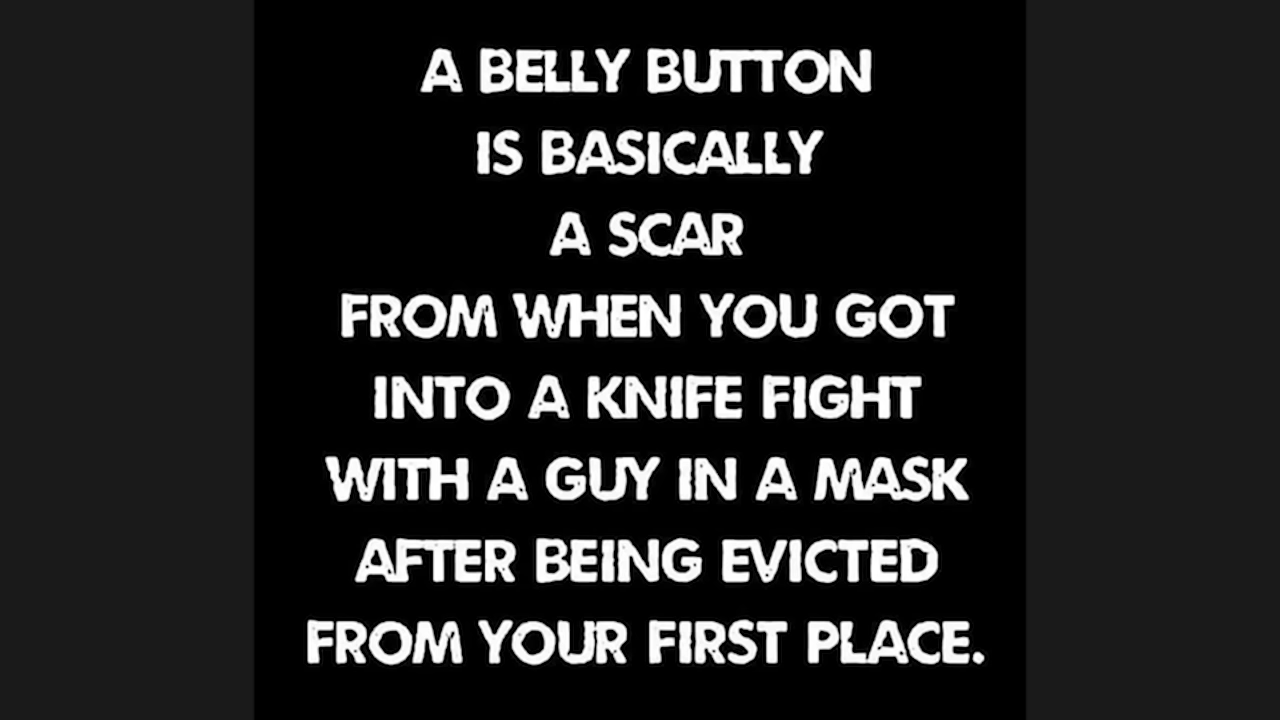 A BELLY BUTTON
IS BASICALLY
A SCAR
FROM WHEN YOU GOT
INTO A KNIFE FIGHT
WITH A GUY IN A MASK
AFTER BEING EVICTED
FROM YOUR FIRST PLACE.